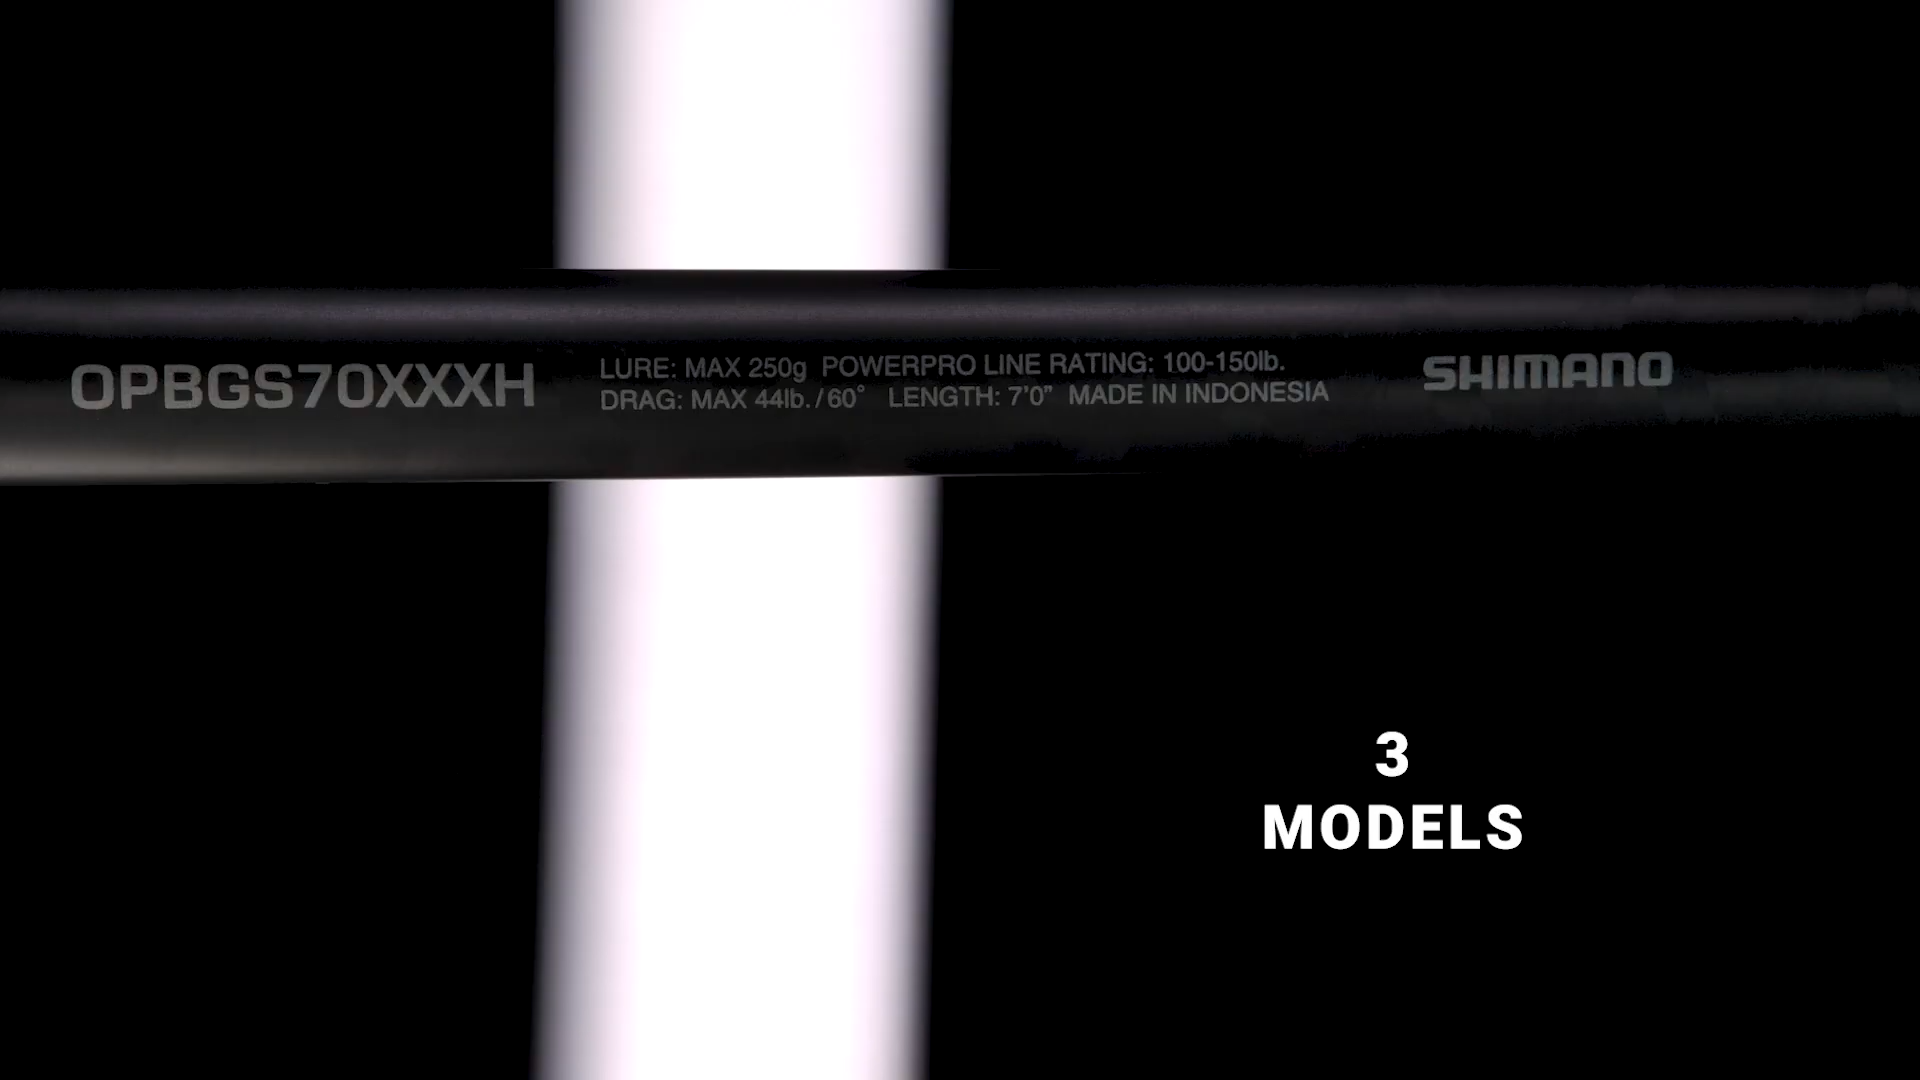 OPBGS70XXXH
LURE: MAX 250g POWERPRO LINE RATING: 100-150lb.
DRAG: MAX 44lb./60° LENGTH: 7'0" MADE IN INDONESIA
SHIMANO
3
MODELS